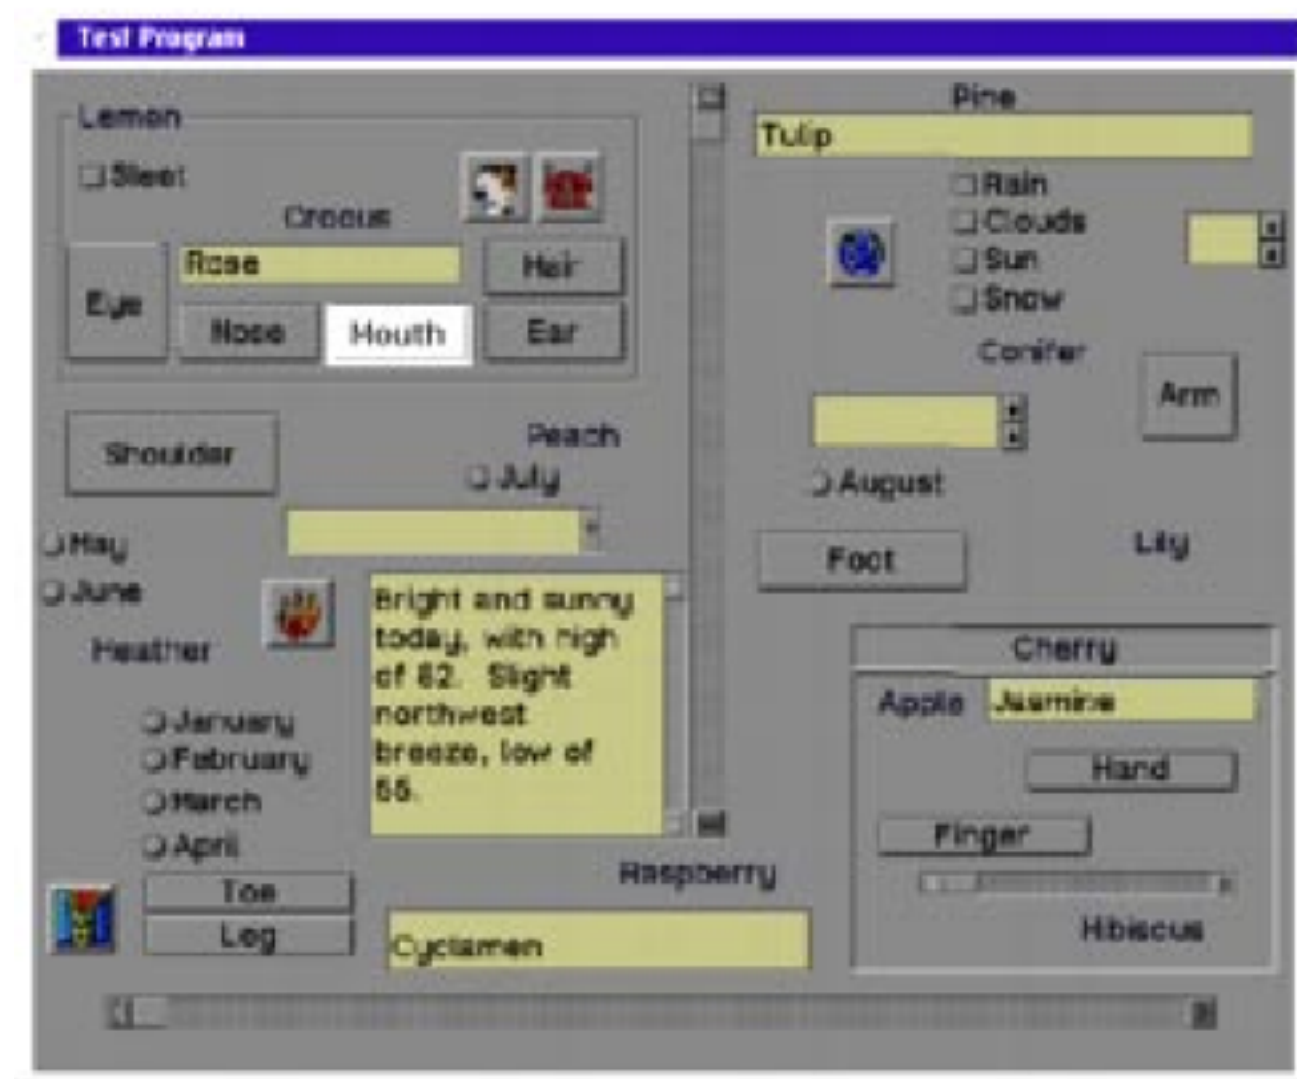 Test Program
Lemon
Sleet
Crocus
Rose
Eye
Hair
Nose
Mouth
Ear
Shoulder
Peach
July
May
June
Heather
Bright and sunny
today, with high
of 82. Slight
northwest
breeze, low of
55.
January
February
March
April
Toe
Leg
Raspberry
Cyclamen
Pine
Tulip
Rain
Clouds
Sun
Snow
Conifer
Arm
August
Foot
Lily
Cherry
Apple
Jasmine
Hand
Finger
Hibiscus